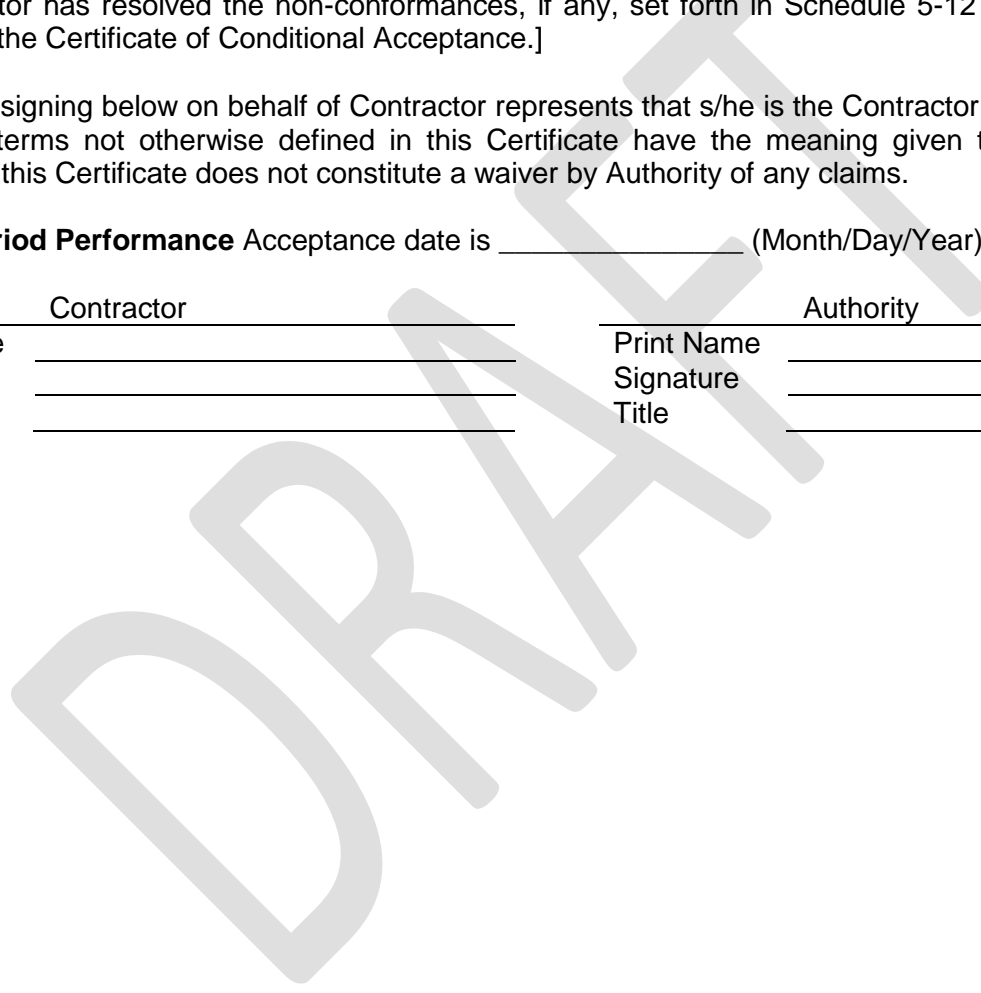 tor has resolved the non-conformances, if any, set forth in Schedule 5-12
the Certificate of Conditional Acceptance.]
signing below on behalf of Contractor represents that s/he is the Contractor
terms not otherwise defined in this Certificate have the meaning given
this Certificate does not constitute a waiver by Authority of any claims.
riod Performance Acceptance date is _______________ (Month/Day/Year)
Contractor Authority
Print Name
Signature
Title
DRAFT